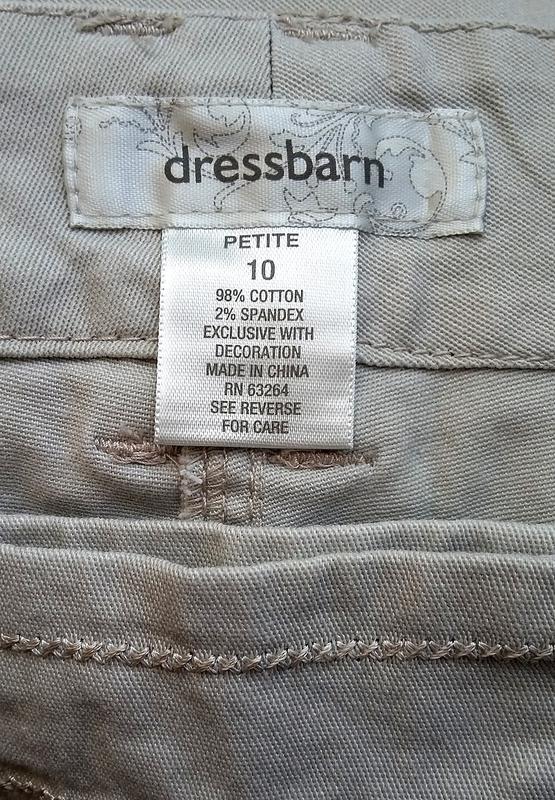 dressbarn
PETITE
10
98% COTTON
2% SPANDEX
EXCLUSIVE WITH
DECORATION
MADE IN CHINA
RN 63264
SEE REVERSE
FOR CARE